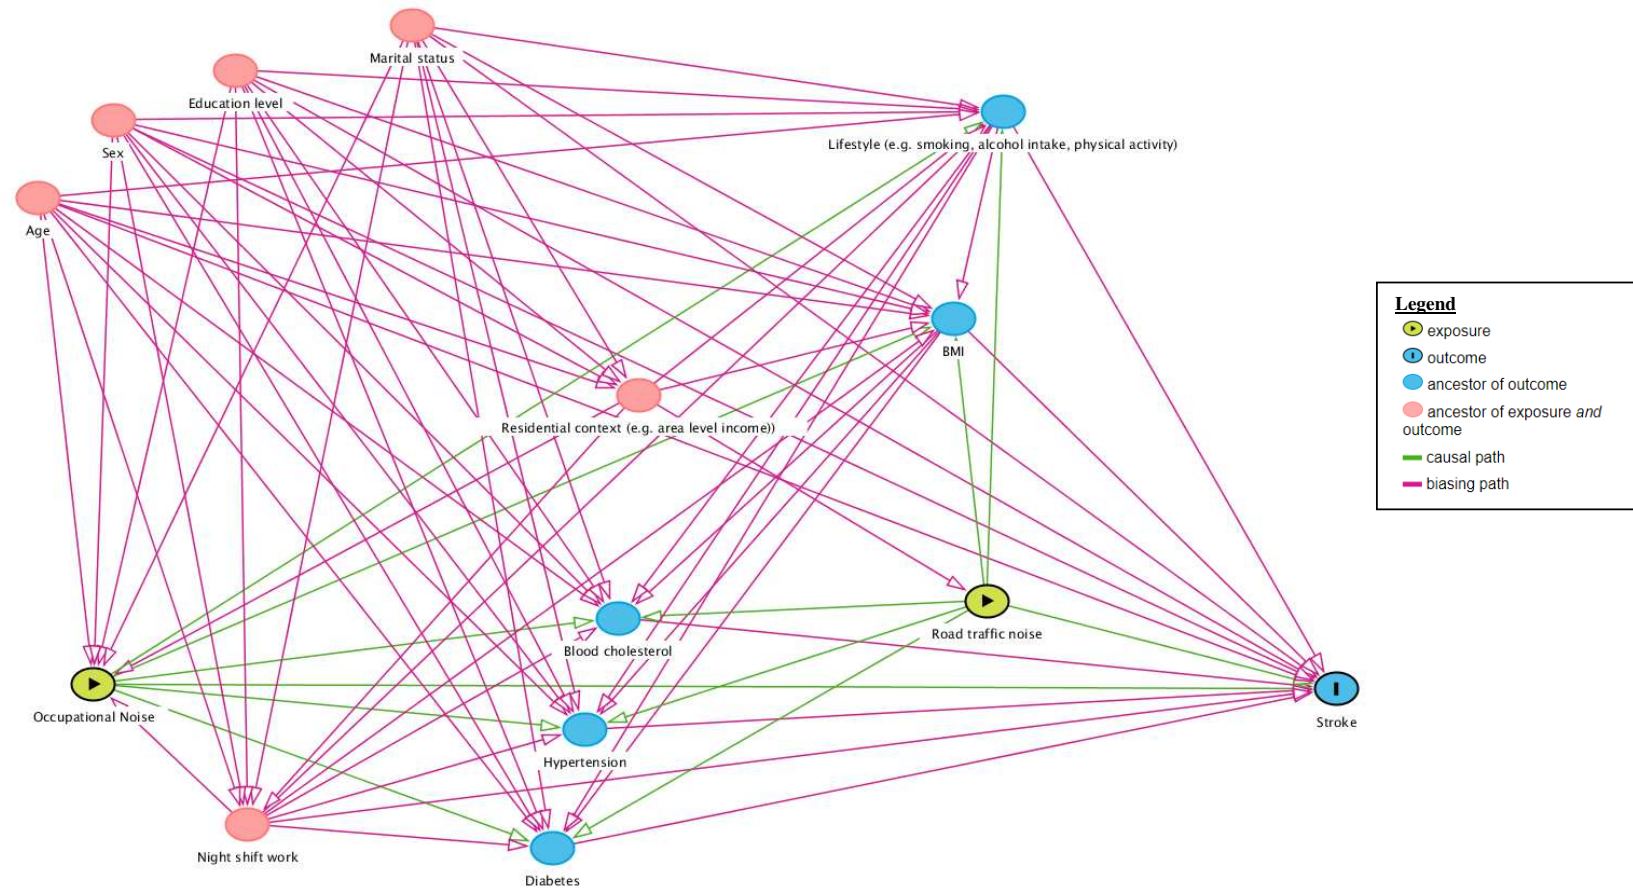 Marital status
Education level
Sex
Lifestyle (e.g. smoking, alcohol intake, physical activity)
Age
Legend
exposure
outcome
ancestor of outcome
ancestor of exposure and
outcome
causal path
biasing path
BMI
Residential context (e.g. area level income))
Road traffic noise
Blood cholesterol
Occupational Noise
Stroke
Hypertension
Night shift work
Diabetes